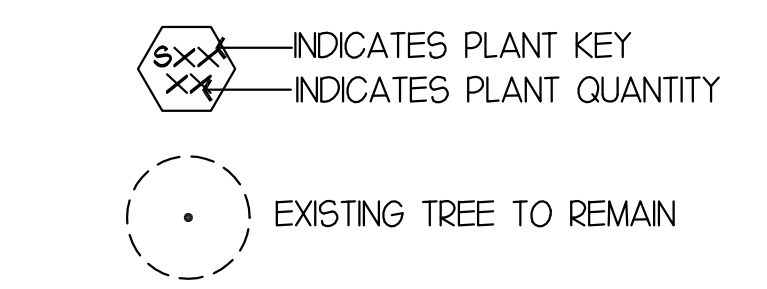 SXX
INDICATES PLANT KEY
XX
INDICATES PLANT QUANTITY
EXISTING TREE TO REMAIN